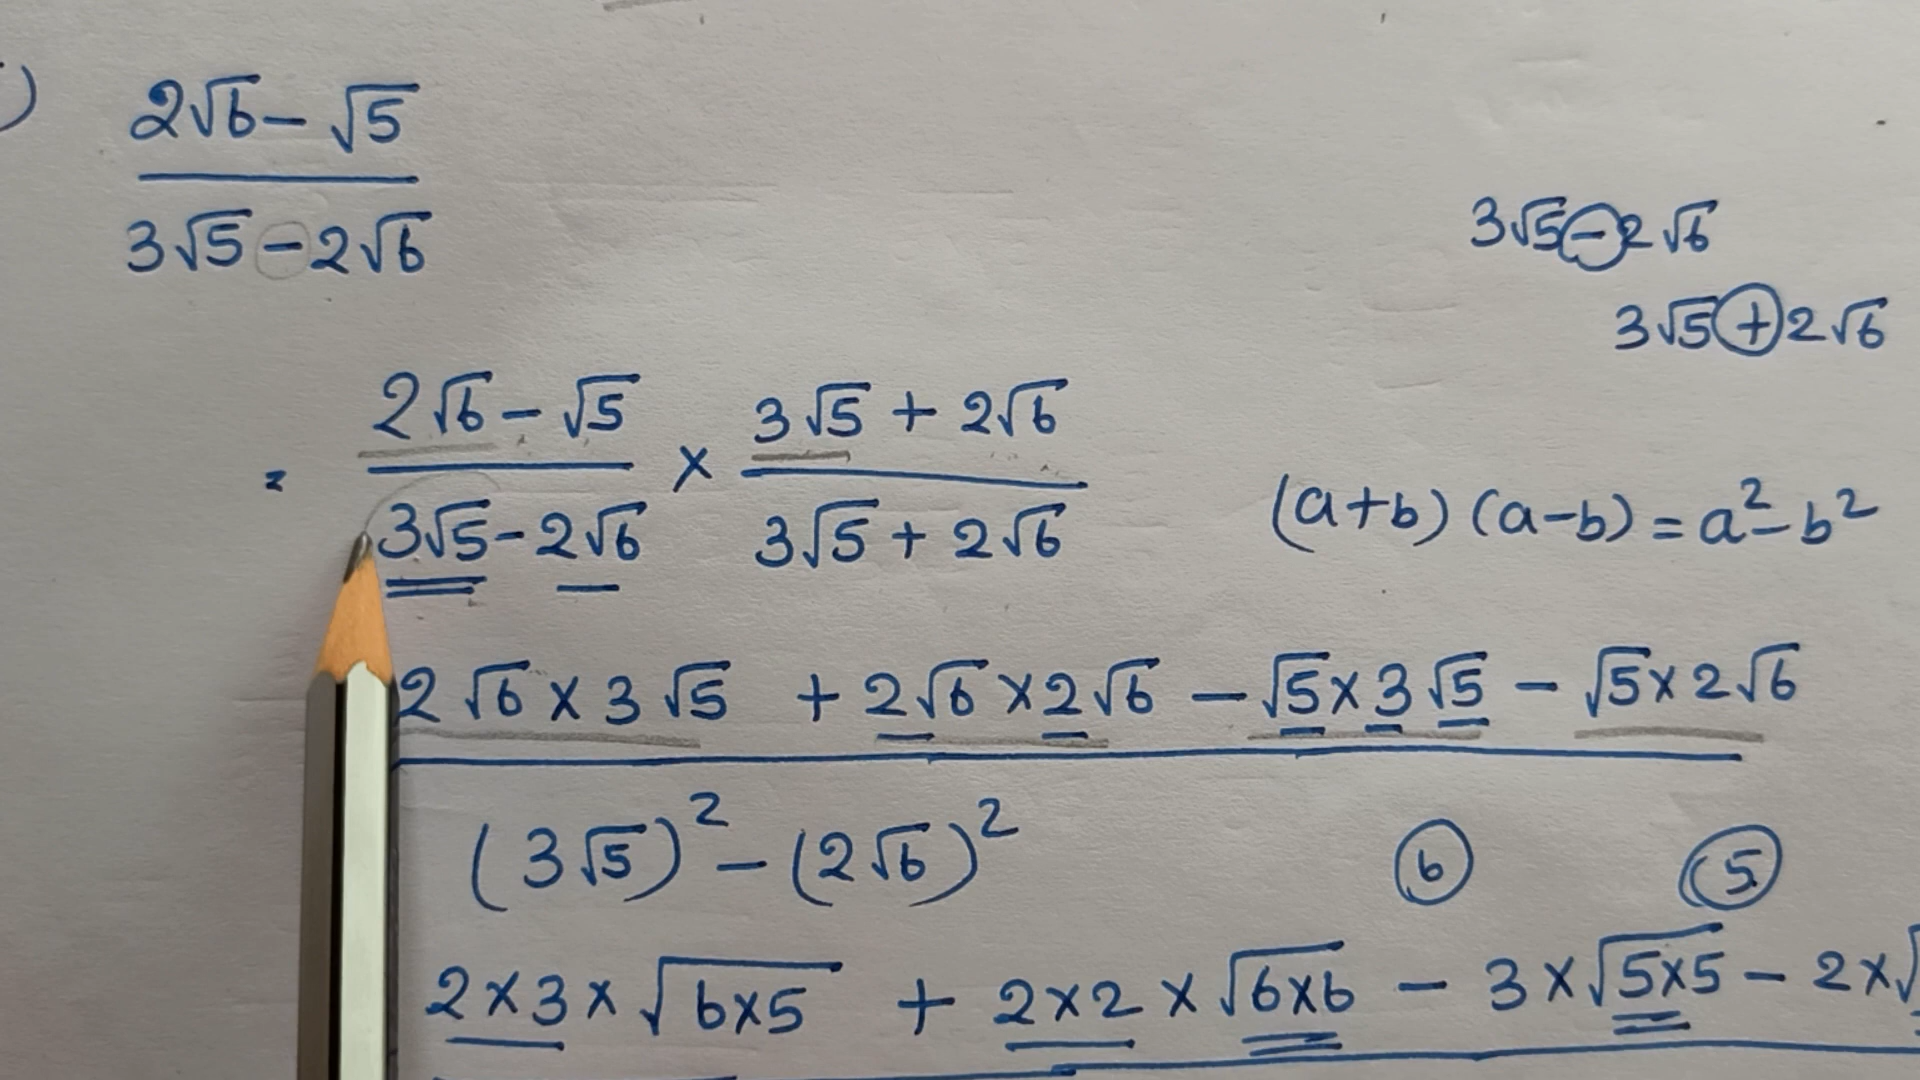 )
2√6 - √5
3√5 - 2√6
3√5 - 2√6
3√5 + 2√6
= 2√6 - √5 × 3√5 + 2√6
3√5 - 2√6 3√5 + 2√6
(a+b) (a-b) = a² - b²
2√6 × 3√5 + 2√6 × 2√6 - √5 × 3√5 - √5 × 2√6
(3√5)² - (2√6)²
6 5
2×3×√6×5 + 2×2×√6×6 - 3×√5×5 - 2×√